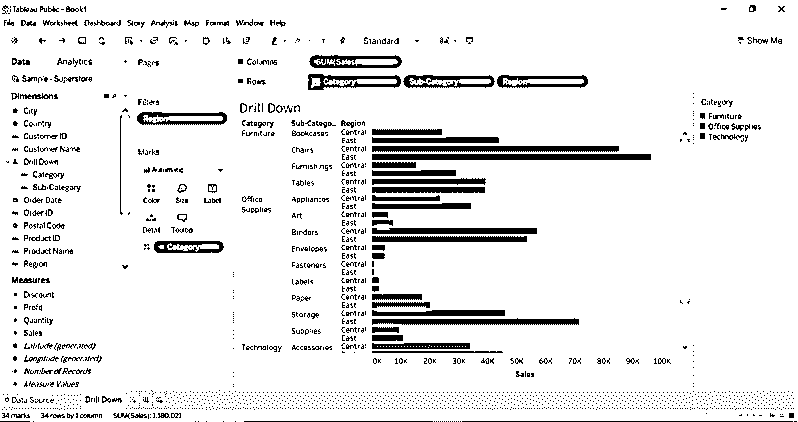 Tableau Public - Book1
File Data Worksheet Dashboard Story Analysis Map Format Window Help
Standard
Show Me
Data Analytics
Pages
Columns SUM(Sales)
Sample - Superstore
Rows Category Sub-Category Region
Dimensions
City
Country
Customer ID
Customer Name
Drill Down
Category
Sub-Category
Order Date
Order ID
Postal Code
Product ID
Product Name
Region
Measures
Discount
Profit
Quantity
Sales
Latitude (generated)
Longitude (generated)
Number of Records
Measure Values
Filters
Region
Marks
Automatic
Color Size Label
Detail Tooltip
Category
Drill Down
Category Sub-Catego.. Region
Furniture Bookcases Central
East
Chairs Central
East
Furnishings Central
East
Tables Central
East
Office Supplies Appliances Central
East
Art Central
East
Binders Central
East
Envelopes Central
East
Fasteners Central
East
Labels Central
East
Paper Central
East
Storage Central
East
Supplies Central
East
Technology Accessories Central
0K 10K 20K 30K 40K 50K 60K 70K 80K 90K 100K
Sales
Category
Furniture
Office Supplies
Technology
Data Source Drill Down
34 marks 34 rows by 1 column SUM(Sales): 1,180,021